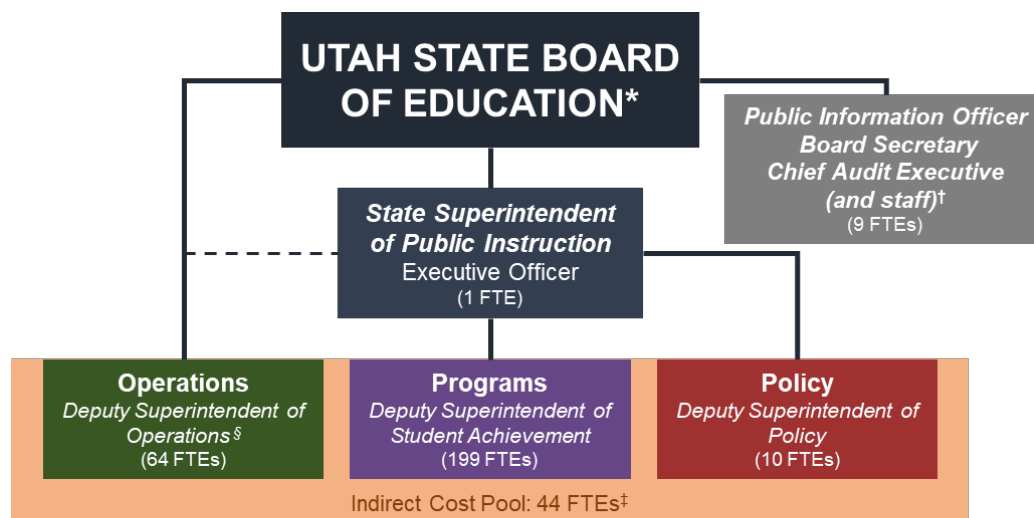 UTAH STATE BOARD
OF EDUCATION*
Public Information Officer
Board Secretary
Chief Audit Executive
(and staff)†
(9 FTEs)
State Superintendent
of Public Instruction
Executive Officer
(1 FTE)
Operations
Deputy Superintendent of
Operations§
(64 FTEs)
Programs
Deputy Superintendent of
Student Achievement
(199 FTEs)
Policy
Deputy Superintendent of
Policy
(10 FTEs)
Indirect Cost Pool: 44 FTEs‡